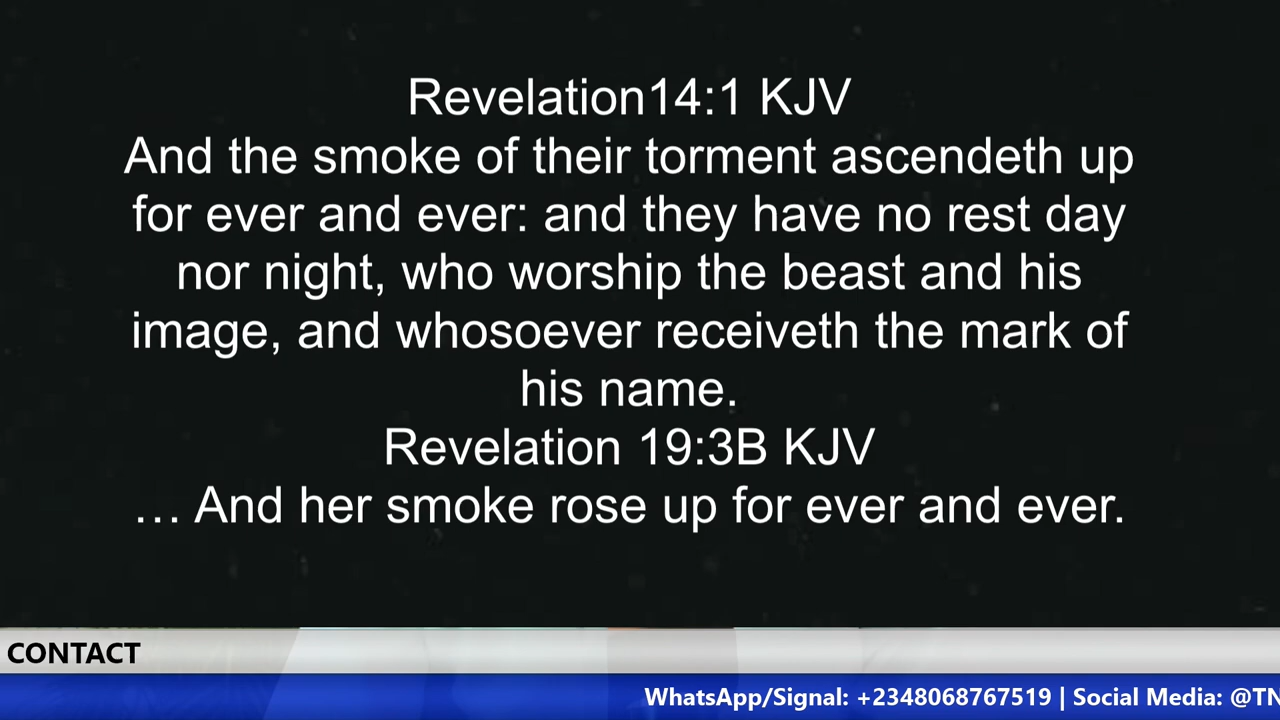 Revelation14:1 KJV
And the smoke of their torment ascendeth up
for ever and ever: and they have no rest day
nor night, who worship the beast and his
image, and whosoever receiveth the mark of
his name.
Revelation 19:3B KJV
… And her smoke rose up for ever and ever.
CONTACT
WhatsApp/Signal: +2348068767519 | Social Media: @TN